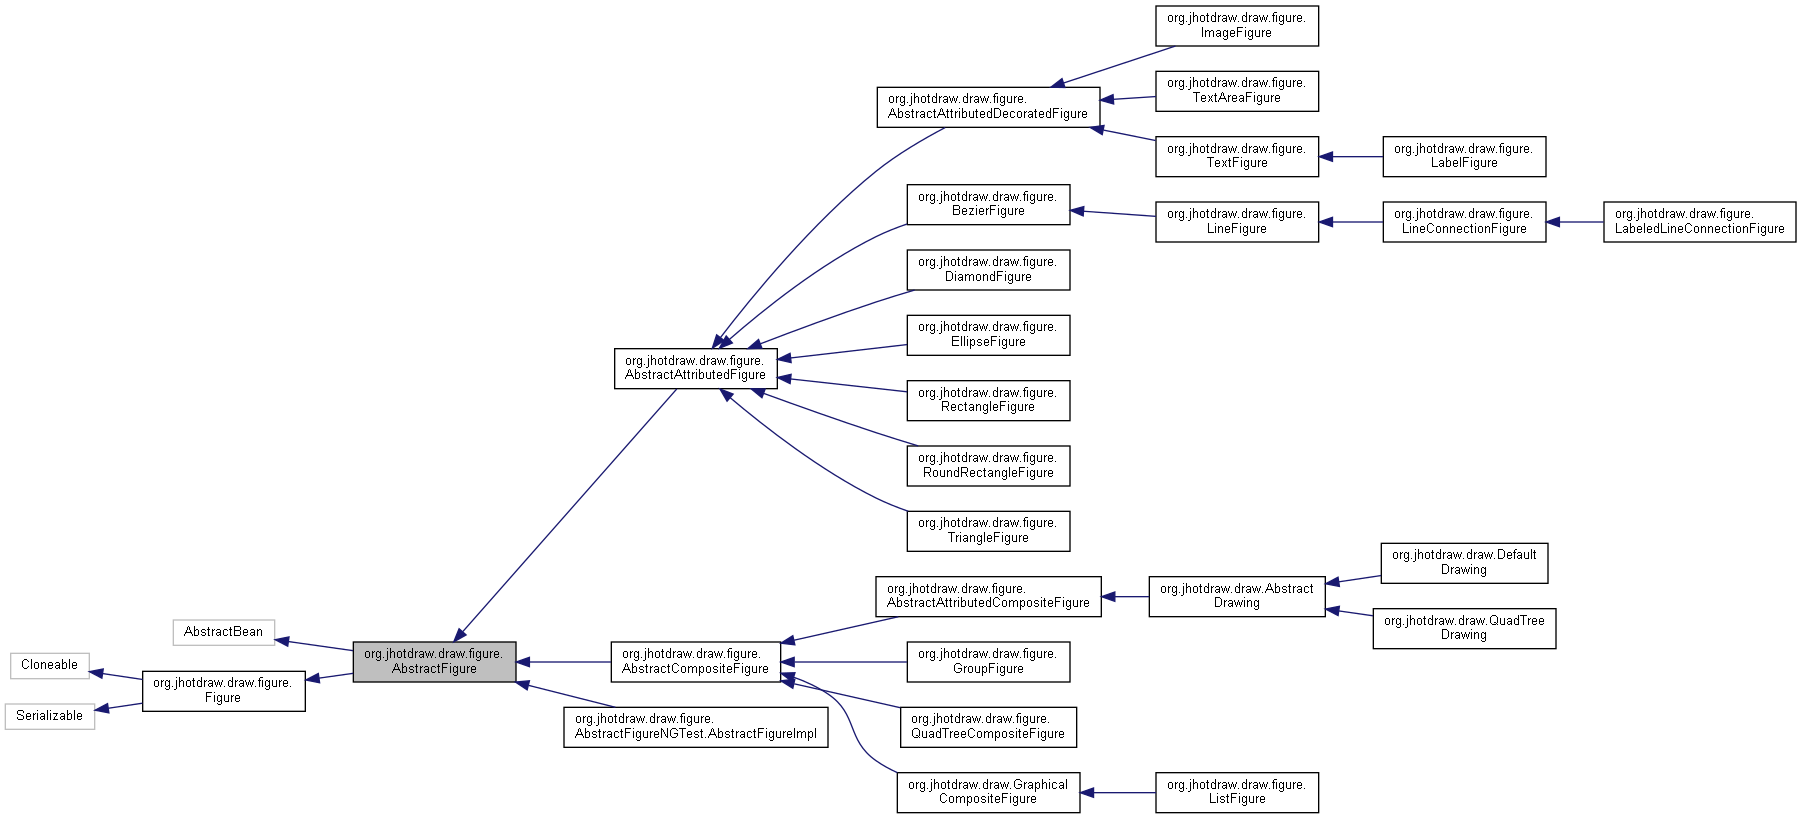 org.jhotdraw.draw.figure.
ImageFigure
org.jhotdraw.draw.figure.
TextAreaFigure
org.jhotdraw.draw.figure.
AbstractAttributedDecoratedFigure
org.jhotdraw.draw.figure.
TextFigure
org.jhotdraw.draw.figure.
LabelFigure
org.jhotdraw.draw.figure.
BezierFigure
org.jhotdraw.draw.figure.
LineFigure
org.jhotdraw.draw.figure.
LineConnectionFigure
org.jhotdraw.draw.figure.
LabeledLineConnectionFigure
org.jhotdraw.draw.figure.
DiamondFigure
org.jhotdraw.draw.figure.
EllipseFigure
org.jhotdraw.draw.figure.
AbstractAttributedFigure
org.jhotdraw.draw.figure.
RectangleFigure
org.jhotdraw.draw.figure.
RoundRectangleFigure
org.jhotdraw.draw.figure.
TriangleFigure
org.jhotdraw.draw.Default
Drawing
org.jhotdraw.draw.figure.
AbstractAttributedCompositeFigure
org.jhotdraw.draw.Abstract
Drawing
org.jhotdraw.draw.QuadTree
Drawing
AbstractBean
Cloneable
Serializable
org.jhotdraw.draw.figure.
Figure
org.jhotdraw.draw.figure.
AbstractFigure
org.jhotdraw.draw.figure.
AbstractCompositeFigure
org.jhotdraw.draw.figure.
GroupFigure
org.jhotdraw.draw.figure.
AbstractFigureNGTest.AbstractFigureImpl
org.jhotdraw.draw.figure.
QuadTreeCompositeFigure
org.jhotdraw.draw.Graphical
CompositeFigure
org.jhotdraw.draw.figure.
ListFigure